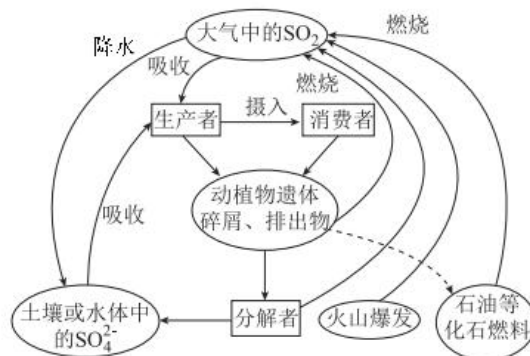 大气中的SO₂
降水
燃烧
吸收
燃烧
生产者
摄入
消费者
动植物遗体
碎屑、排出物
吸收
土壤或水体中
的SO₄²⁻
分解者
火山爆发
石油等
化石燃料